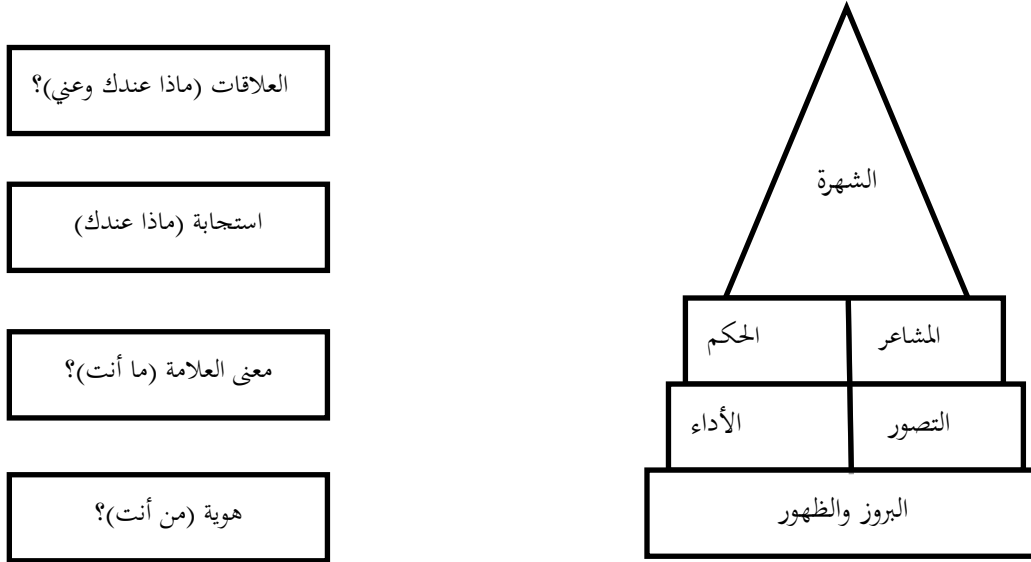 الشهرة
المشاعر
الحكم
التصور
الأداء
البروز والظهور
العلاقات (ماذا عندك وعني)؟
استجابة (ماذا عندك)
معنى العلامة (ما أنت)؟
هوية (من أنت)؟